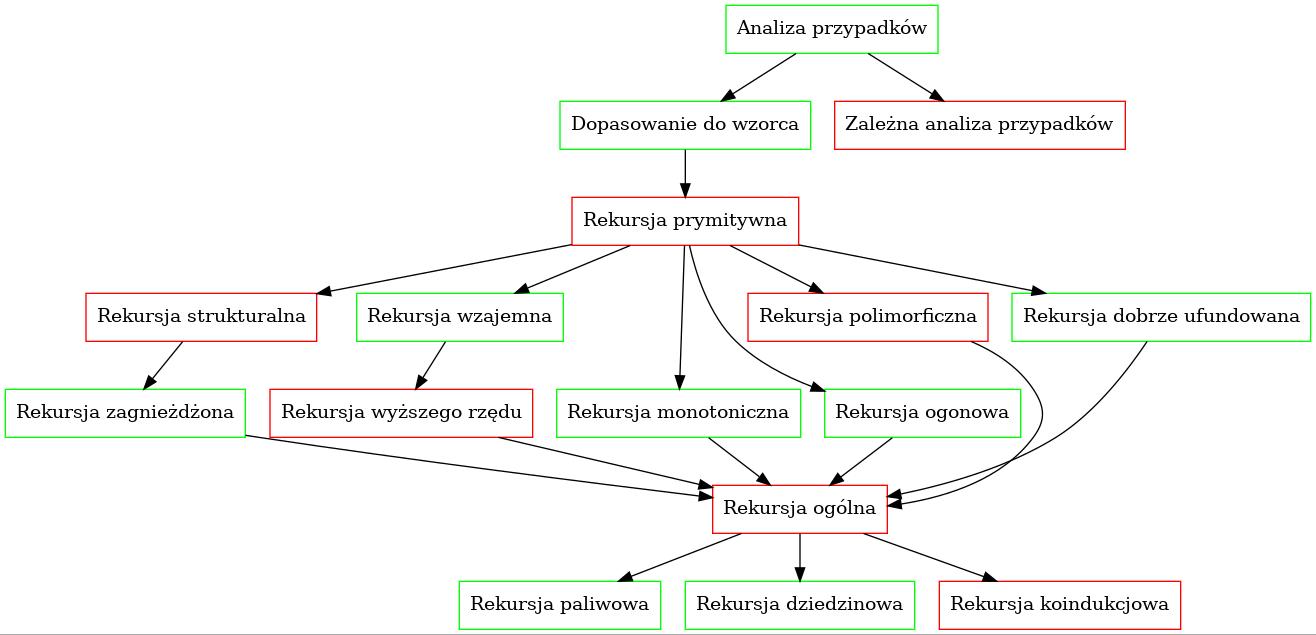 Analiza przypadków
Dopasowanie do wzorca
Zależna analiza przypadków
Rekursja prymitywna
Rekursja strukturalna
Rekursja wzajemna
Rekursja polimorficzna
Rekursja dobrze ufundowana
Rekursja zagnieżdżona
Rekursja wyższego rzędu
Rekursja monotoniczna
Rekursja ogonowa
Rekursja ogólna
Rekursja paliwowa
Rekursja dziedzinowa
Rekursja koindukcjowa